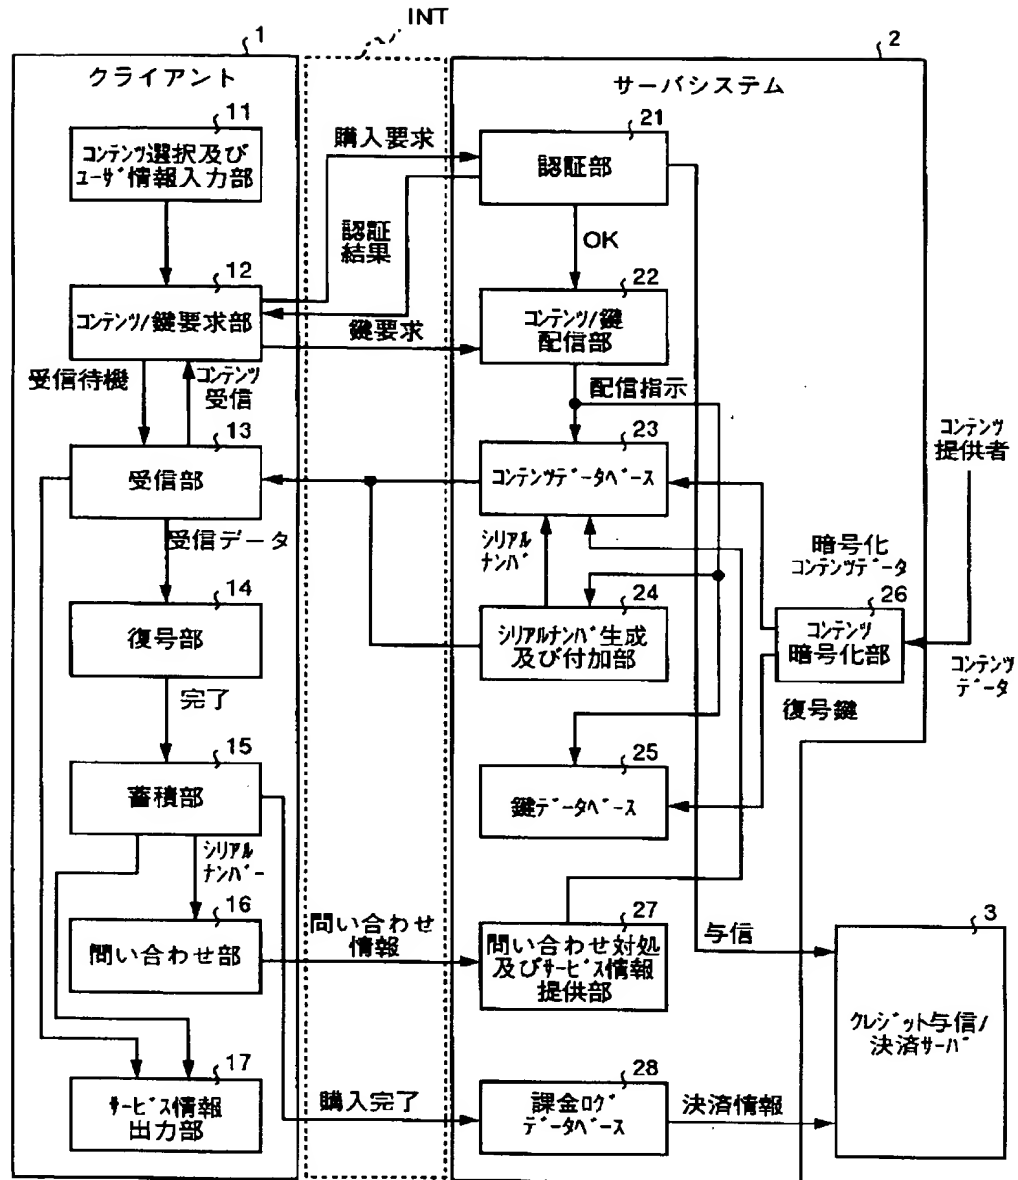 INT
1
2
クライアント
サーバシステム
11
コンテンツ選択及び
ユーザ情報入力部
購入要求
21
認証部
認証
結果
OK
12
コンテンツ/鍵要求部
鍵要求
22
コンテンツ/鍵
配信部
受信待機
コンテンツ
受信
配信指示
13
受信部
23
コンテンツデータベース
コンテンツ
提供者
受信データ
シリアル
ナンバ
暗号化
コンテンツデータ
14
復号部
24
シリアルナンバ生成
及び付加部
26
コンテンツ
暗号化部
コンテンツ
データ
完了
復号鍵
15
蓄積部
25
鍵データベース
シリアル
ナンバー
16
問い合わせ部
問い合わせ
情報
27
問い合わせ対処
及びサービス情報
提供部
与信
3
クレジット与信/
決済サーバ
17
サービス情報
出力部
購入完了
28
課金ログ
データベース
決済情報